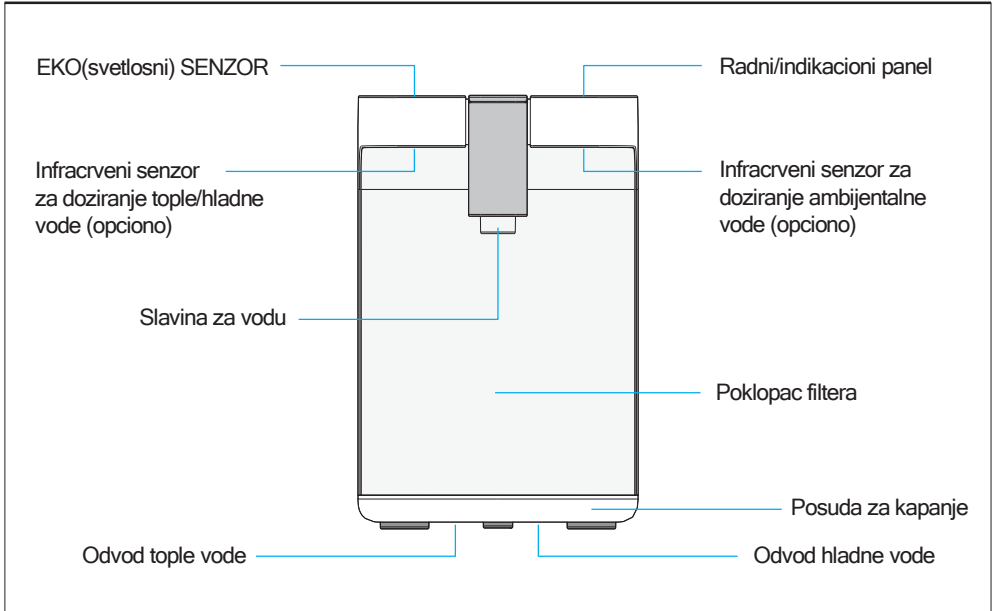 EKO(svetlosni) SENZOR
Radni/indikacioni panel
Infracrveni senzor
za doziranje tople/hladne
vode (opciono)
Infracrveni senzor za
doziranje ambijentalne
vode (opciono)
Slavina za vodu
Poklopac filtera
Posuda za kapanje
Odvod tople vode
Odvod hladne vode